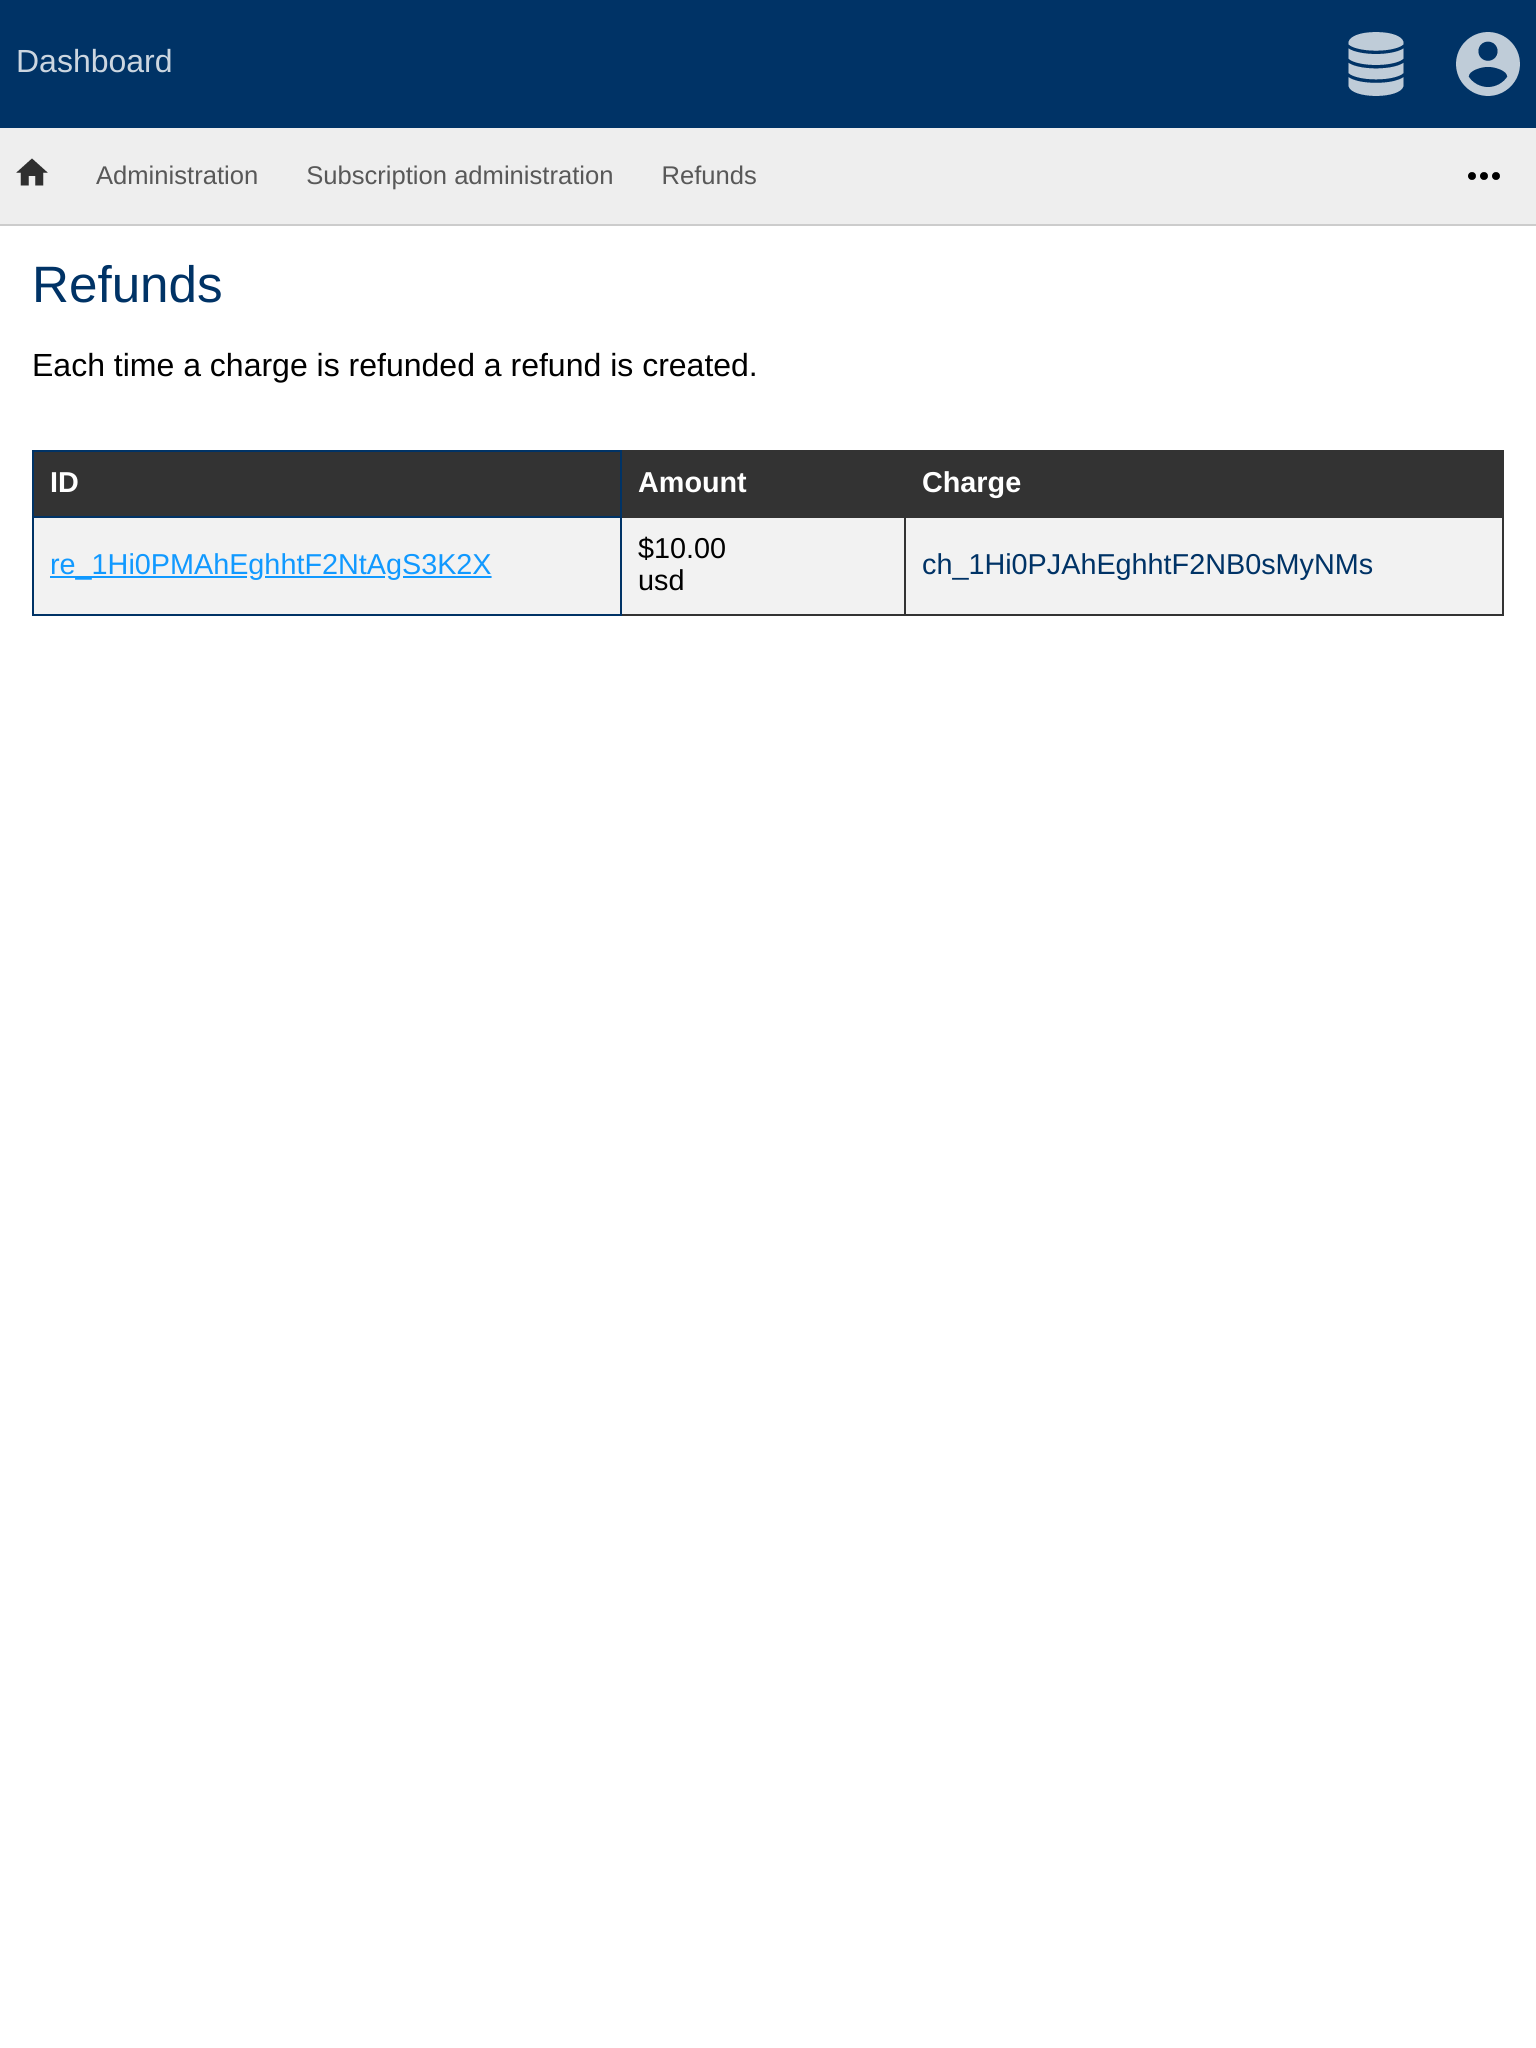 Dashboard
Administration Subscription administration Refunds
Refunds
Each time a charge is refunded a refund is created.
ID Amount Charge
re_1Hi0PMAhEghhtF2NtAgS3K2X $10.00 usd ch_1Hi0PJAhEghhtF2NB0sMyNMs